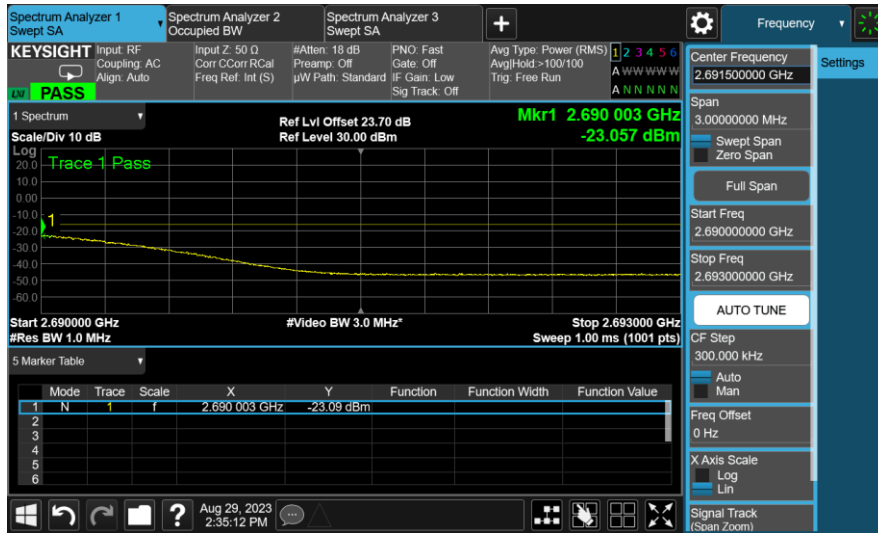 Spectrum Analyzer 1
Swept SA
Spectrum Analyzer 2
Occupied BW
Spectrum Analyzer 3
Swept SA
+
Frequency
KEYSIGHT
LXI PASS
Input: RF
Coupling: AC
Align: Auto
Input Z: 50 Ω
Corr CCorr RCal
Freq Ref: Int (S)
#Atten: 18 dB
Preamp: Off
µW Path: Standard
PNO: Fast
Gate: Off
IF Gain: Low
Sig Track: Off
Avg Type: Power (RMS)
Avg|Hold:>100/100
Trig: Free Run
1 2 3 4 5 6
A W W W W W
A N N N N N
1 Spectrum
Scale/Div 10 dB
Ref Lvl Offset 23.70 dB
Ref Level 30.00 dBm
Mkr1 2.690 003 GHz
-23.057 dBm
Log
Trace 1 Pass
20.0
10.0
0.00
-10.0
-20.0
-30.0
-40.0
-50.0
-60.0
1
Start 2.690000 GHz
#Res BW 1.0 MHz
#Video BW 3.0 MHz*
Stop 2.693000 GHz
Sweep 1.00 ms (1001 pts)
5 Marker Table
Mode Trace Scale X Y Function Function Width Function Value
1 N 1 f 2.690 003 GHz -23.09 dBm
2
3
4
5
6
?
Aug 29, 2023
2:35:12 PM
Center Frequency
2.691500000 GHz
Settings
Span
3.00000000 MHz
Swept Span
Zero Span
Full Span
Start Freq
2.690000000 GHz
Stop Freq
2.693000000 GHz
AUTO TUNE
CF Step
300.000 kHz
Auto
Man
Freq Offset
0 Hz
X Axis Scale
Log
Lin
Signal Track
(Span Zoom)